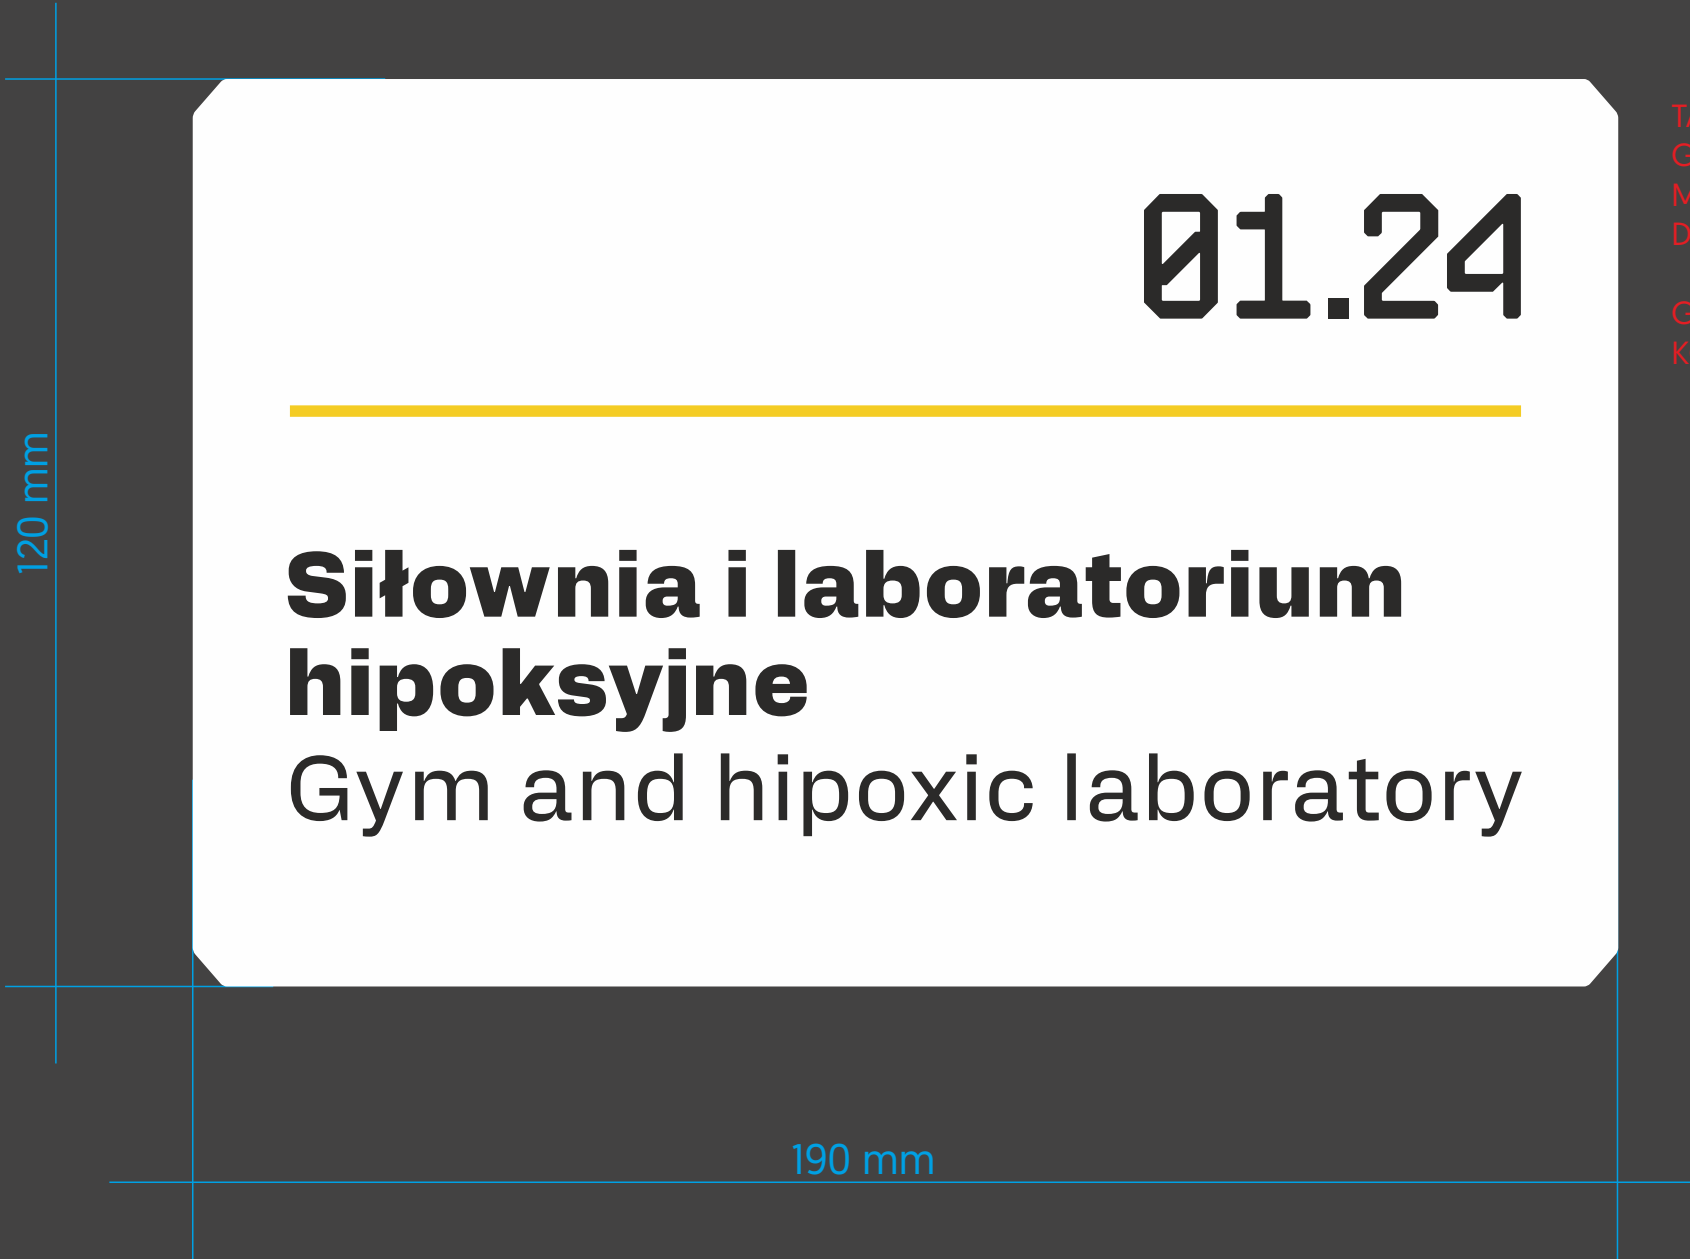 01.24
Siłownia i laboratorium
hipoksyjne
Gym and hipoxic laboratory
120 mm
190 mm